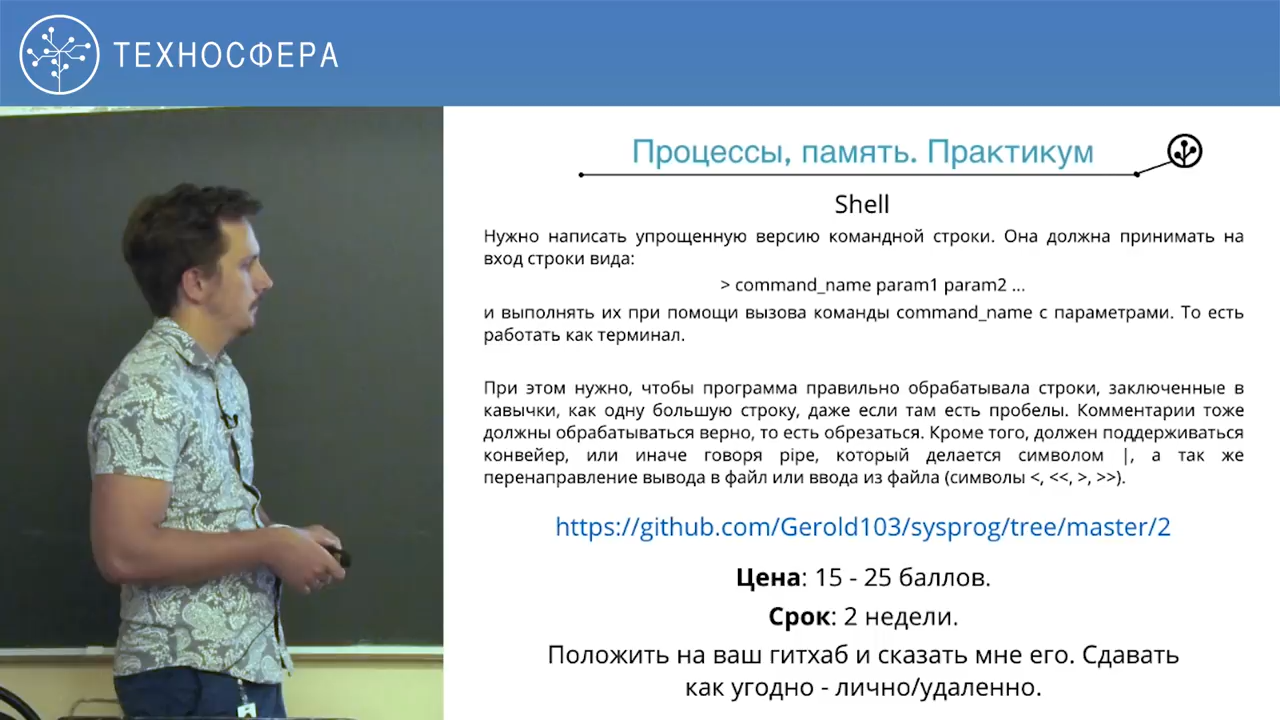 ТЕХНОСФЕРА
Процессы, память. Практикум
Shell
Нужно написать упрощенную версию командной строки. Она должна принимать на
вход строки вида:
> command_name param1 param2 ...
и выполнять их при помощи вызова команды command_name с параметрами. То есть
работать как терминал.
При этом нужно, чтобы программа правильно обрабатывала строки, заключенные в
кавычки, как одну большую строку, даже если там есть пробелы. Комментарии тоже
должны обрабатываться верно, то есть обрезаться. Кроме того, должен поддерживаться
конвейер, или иначе говоря pipe, который делается символом |, а так же
перенаправление вывода в файл или ввода из файла (символы <, <<, >, >>).
https://github.com/Gerold103/sysprog/tree/master/2
Цена: 15 - 25 баллов.
Срок: 2 недели.
Положить на ваш гитхаб и сказать мне его. Сдавать
как угодно - лично/удаленно.